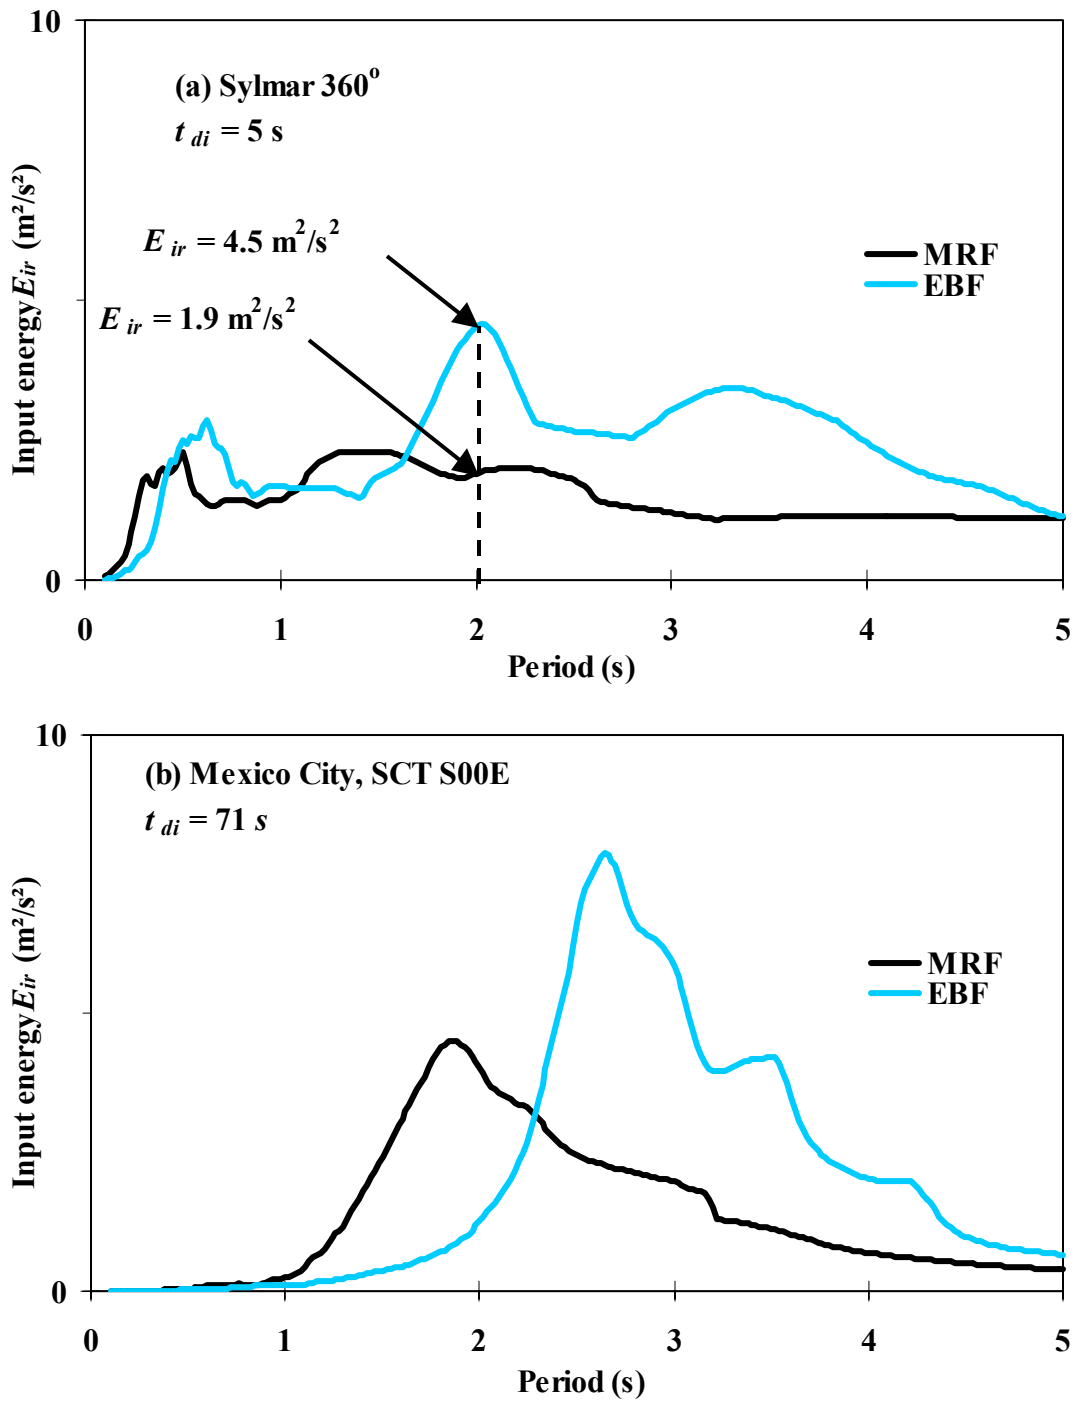 10
(a) Sylmar 360°
t di = 5 s
Input energy Eir (m²/s²)
E ir = 4.5 m²/s²
MRF
EBF
E ir = 1.9 m²/s²
0
0 1 2 3 4 5
Period (s)
10
(b) Mexico City, SCT S00E
t di = 71 s
Input energy Eir (m²/s²)
MRF
EBF
0
0 1 2 3 4 5
Period (s)